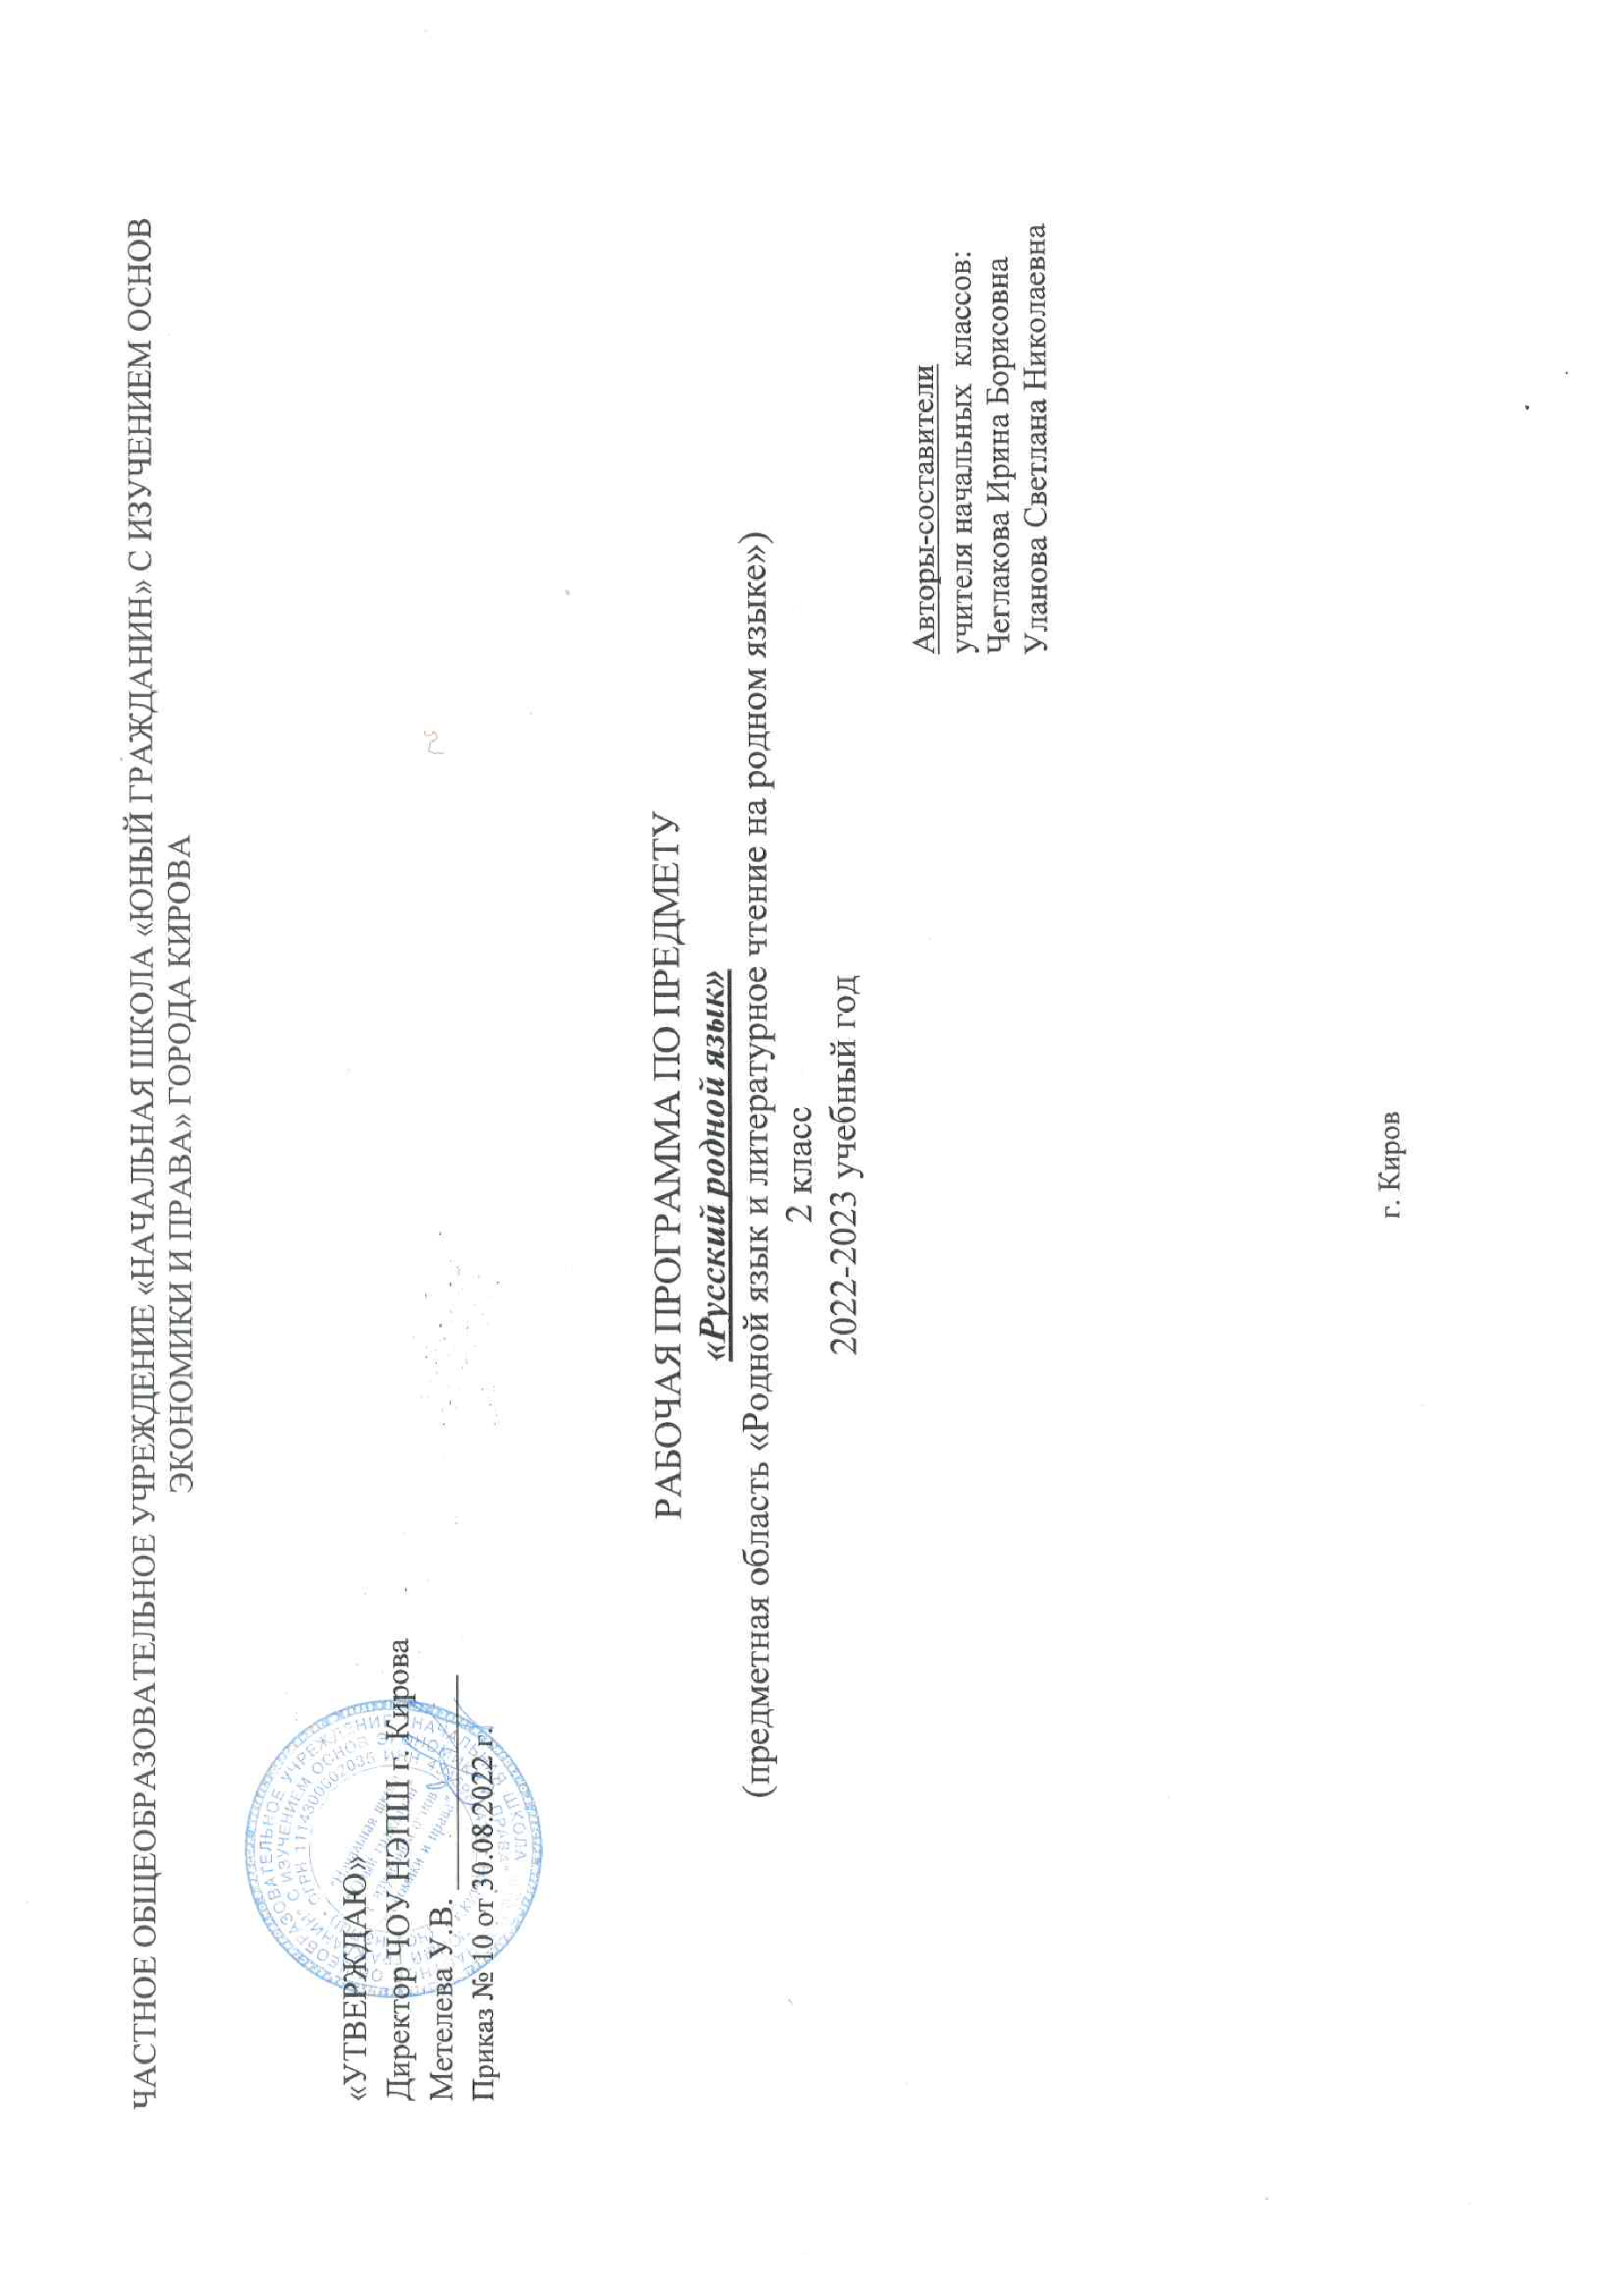 ЧАСТНОЕ ОБЩЕОБРАЗОВАТЕЛЬНОЕ УЧРЕЖДЕНИЕ «НАЧАЛЬНАЯ ШКОЛА «ЮНЫЙ ГРАЖДАНИН» С ИЗУЧЕНИЕМ ОСНОВ
ЭКОНОМИКИ И ПРАВА» ГОРОДА КИРОВА
«УТВЕРЖДАЮ»
Директор ЧОУ НЭПШ г. Кирова
Метелева У.В.
Приказ № 10 от 30.08.2022 г.
РАБОЧАЯ ПРОГРАММА ПО ПРЕДМЕТУ
«Русский родной язык»
(предметная область «Родной язык и литературное чтение на родном языке»)
2 класс
2022-2023 учебный год
Авторы-составители
учителя начальных классов:
Чеглакова Ирина Борисовна
Уланова Светлана Николаевна
г. Киров